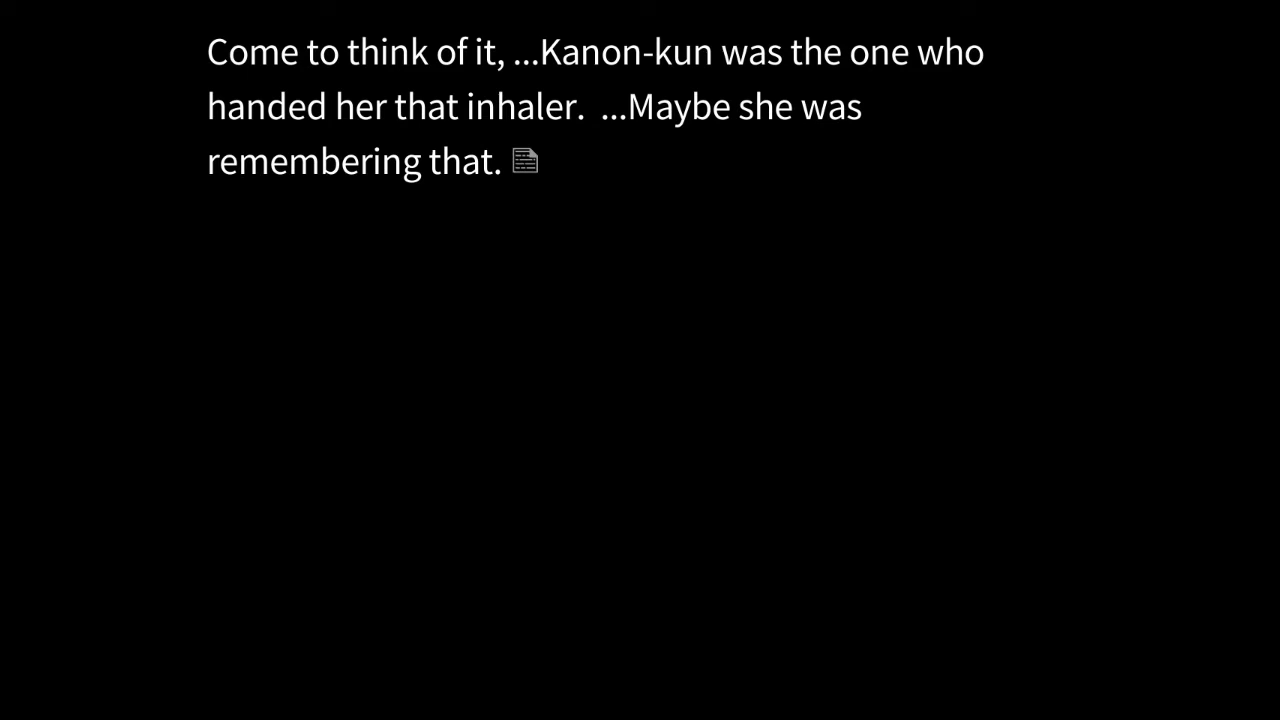 Come to think of it, ...Kanon-kun was the one who
handed her that inhaler.  ...Maybe she was
remembering that.